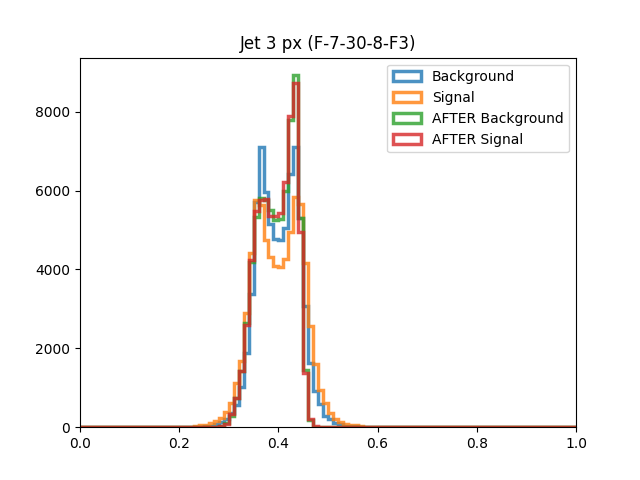 Jet 3 px (F-7-30-8-F3)
Background
Signal
AFTER Background
AFTER Signal
8000
6000
4000
2000
0
0.0 0.2 0.4 0.6 0.8 1.0